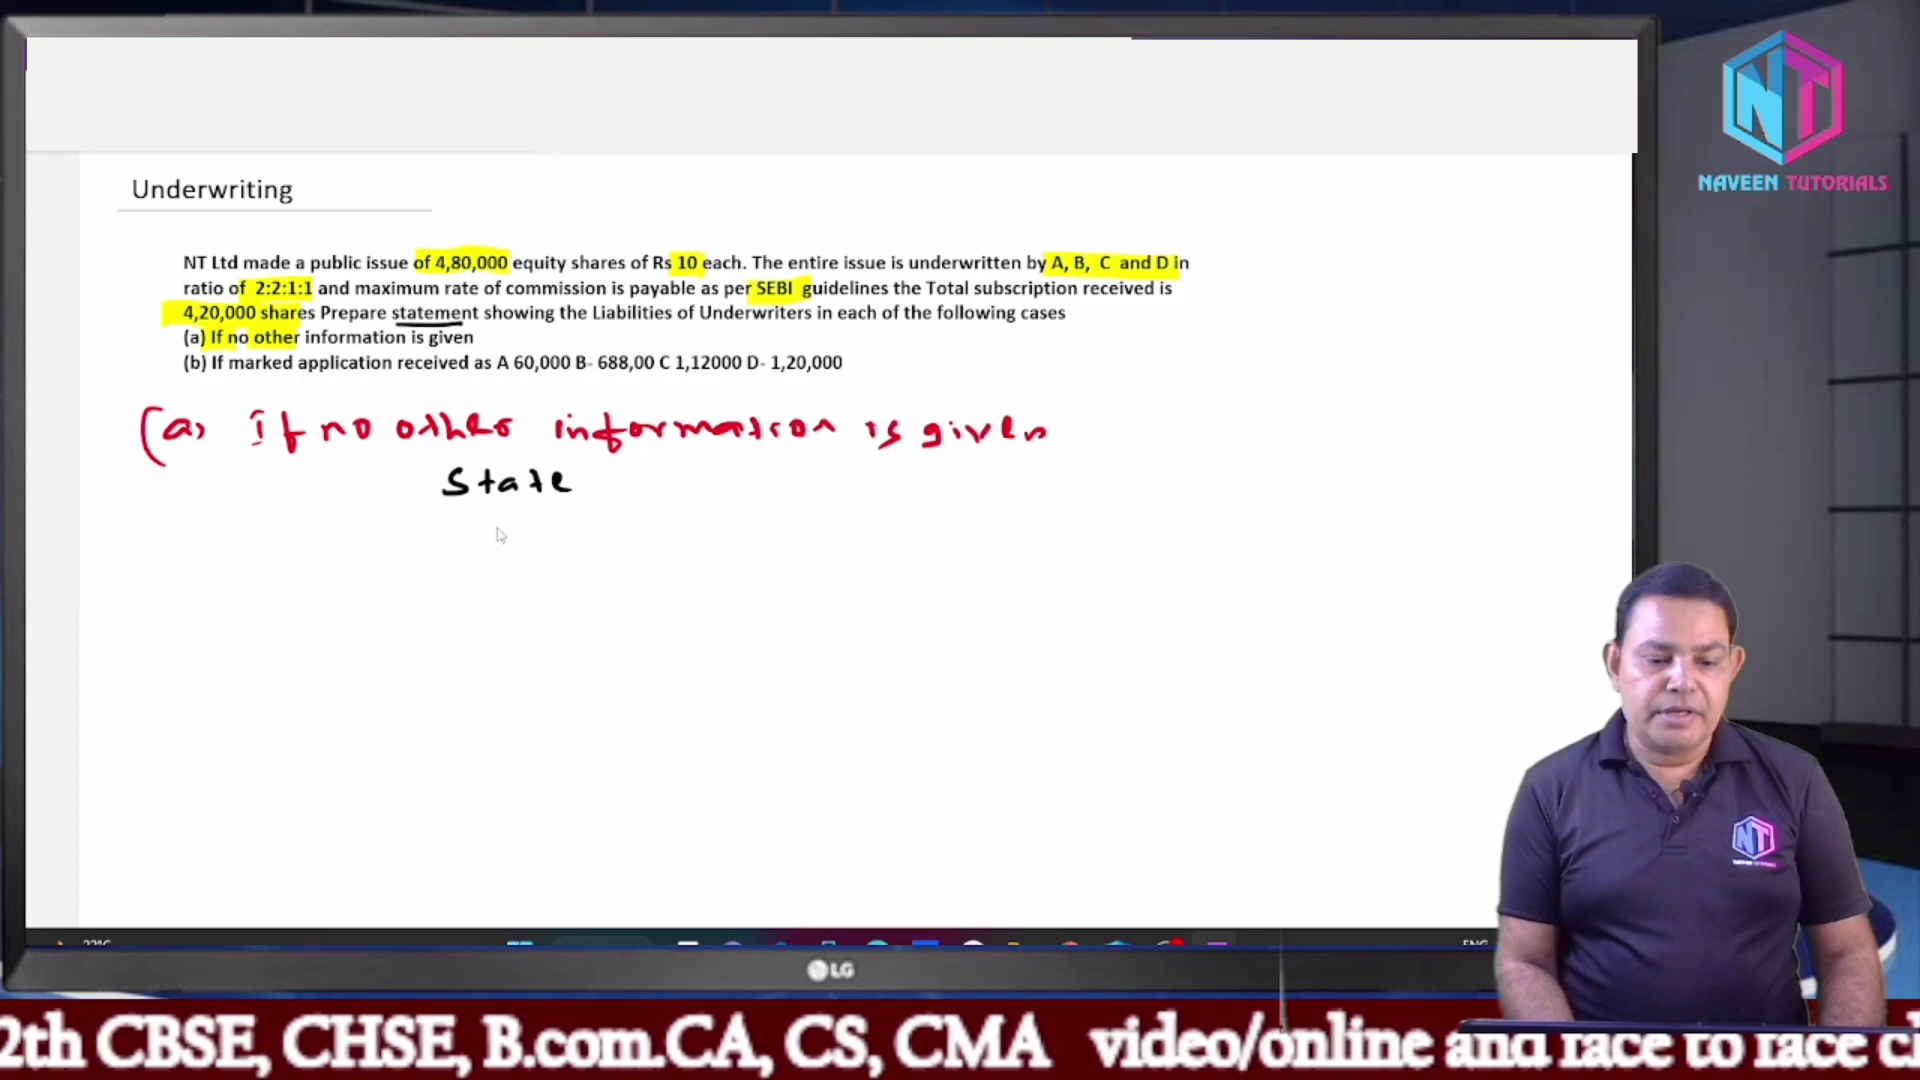 NT
NAVEEN TUTORIALS
Underwriting
NT Ltd made a public issue of 4,80,000 equity shares of Rs 10 each. The entire issue is underwritten by A, B, C and D in
ratio of 2:2:1:1 and maximum rate of commission is payable as per SEBI guidelines the Total subscription received is
4,20,000 shares Prepare statement showing the Liabilities of Underwriters in each of the following cases
(a) If no other information is given
(b) If marked application received as A 60,000 B- 688,00 C 1,12000 D- 1,20,000
(a) If no other information is given
State
NT
LG
2th CBSE, CHSE, B.com.CA, CS, CMA video/online and face to face